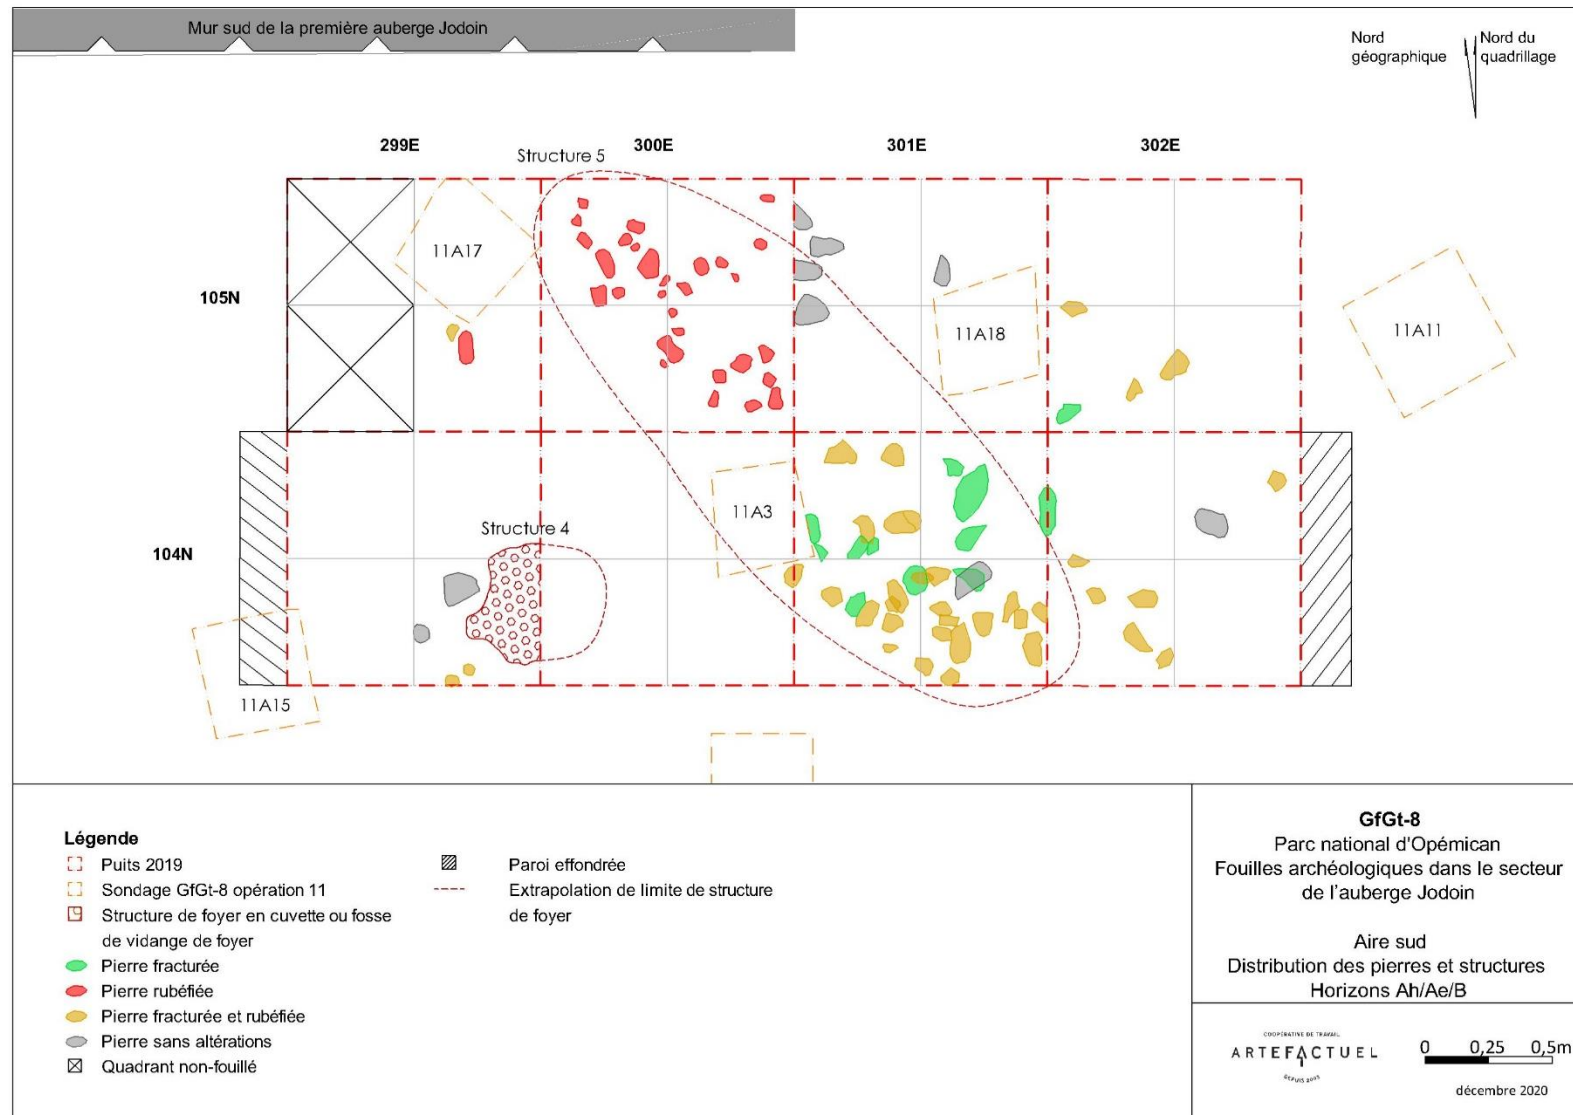 Mur sud de la première auberge Jodoin
Nord
géographique
Nord du
quadrillage
299E
300E
301E
302E
Structure 5
11A17
105N
11A18
11A11
11A3
Structure 4
104N
11A15
Légende
Puits 2019
Sondage GfGt-8 opération 11
Structure de foyer en cuvette ou fosse
de vidange de foyer
Pierre fracturée
Pierre rubéfiée
Pierre fracturée et rubéfiée
Pierre sans altérations
Quadrant non-fouillé
Paroi effondrée
Extrapolation de limite de structure
de foyer
GfGt-8
Parc national d'Opémican
Fouilles archéologiques dans le secteur
de l'auberge Jodoin
Aire sud
Distribution des pierres et structures
Horizons Ah/Ae/B
COOPÉRATIVE DE TRAVAIL
ARTEFACTUEL
DEPUIS 2003
0 0,25 0,5m
décembre 2020